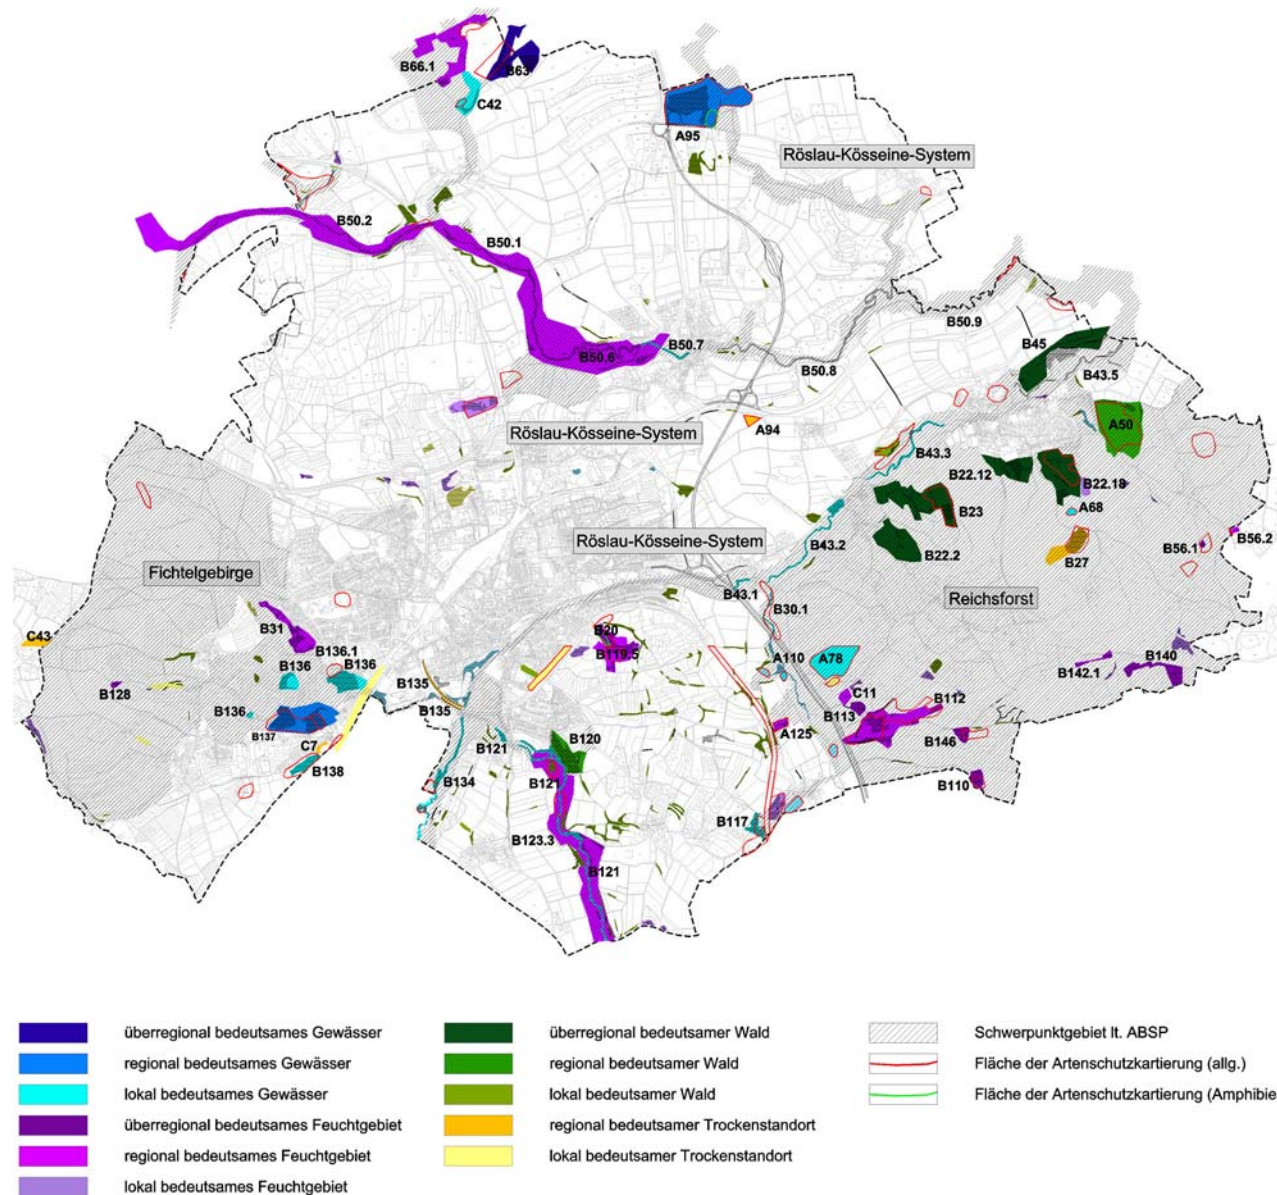 B66.1
B63
C42
A95
Röslau-Kösseine-System
B50.2
B50.1
B50.9
B45
B50.7
B50.6
B50.8
B43.5
A50
A94
Röslau-Kösseine-System
B43.3
B22.12
B22.18
A68
B23
Röslau-Kösseine-System
B43.2
B22.2
B27
B56.1
B56.2
Fichtelgebirge
B43.1
Reichsforst
B30.1
C43
B31
B20
B136.1
B119.5
A110
A78
B140
B136
B136
B142.1
B128
B135
C11
B112
B136
B135
B113
B137
A125
B146
C7
B121
B120
B138
B134
B121
B110
B117
B123.3
B121
überregional bedeutsames Gewässer
regional bedeutsames Gewässer
lokal bedeutsames Gewässer
überregional bedeutsames Feuchtgebiet
regional bedeutsames Feuchtgebiet
lokal bedeutsames Feuchtgebiet
überregional bedeutsamer Wald
regional bedeutsamer Wald
lokal bedeutsamer Wald
regional bedeutsamer Trockenstandort
lokal bedeutsamer Trockenstandort
Schwerpunktgebiet lt. ABSP
Fläche der Artenschutzkartierung (allg.)
Fläche der Artenschutzkartierung (Amphibie